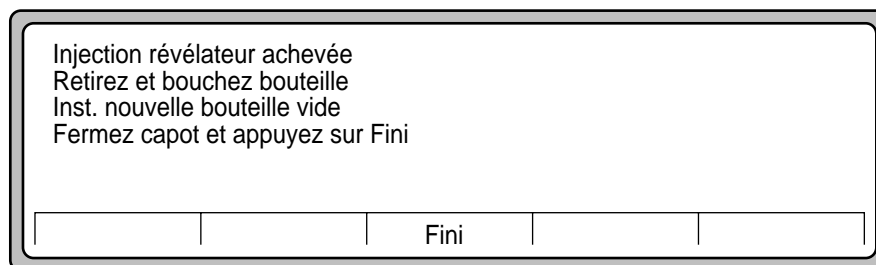 Injection révélateur achevée
Retirez et bouchez bouteille
Inst. nouvelle bouteille vide
Fermez capot et appuyez sur Fini
Fini